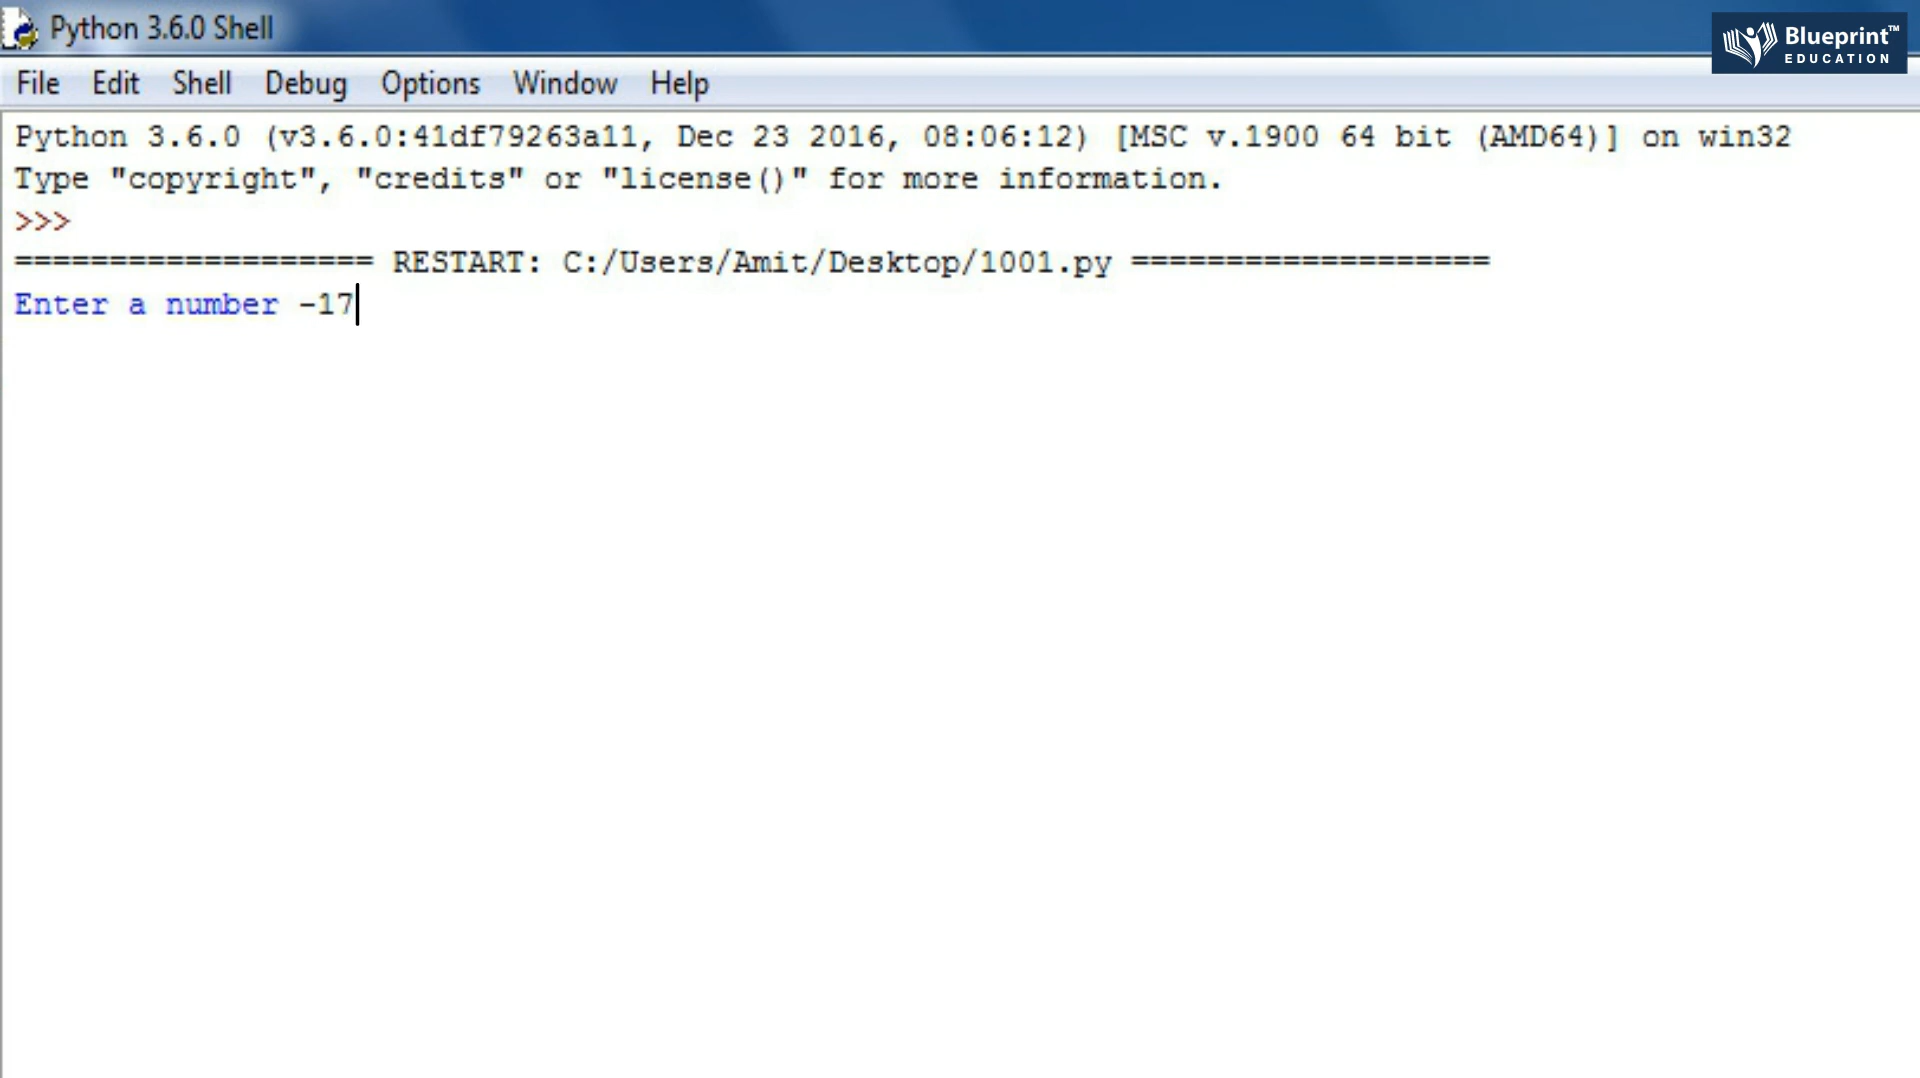 Python 3.6.0 Shell
Blueprint™
EDUCATION
File Edit Shell Debug Options Window Help
Python 3.6.0 (v3.6.0:41df79263a11, Dec 23 2016, 08:06:12) [MSC v.1900 64 bit (AMD64)] on win32
Type "copyright", "credits" or "license()" for more information.
>>>
=================== RESTART: C:/Users/Amit/Desktop/1001.py ===================
Enter a number -17